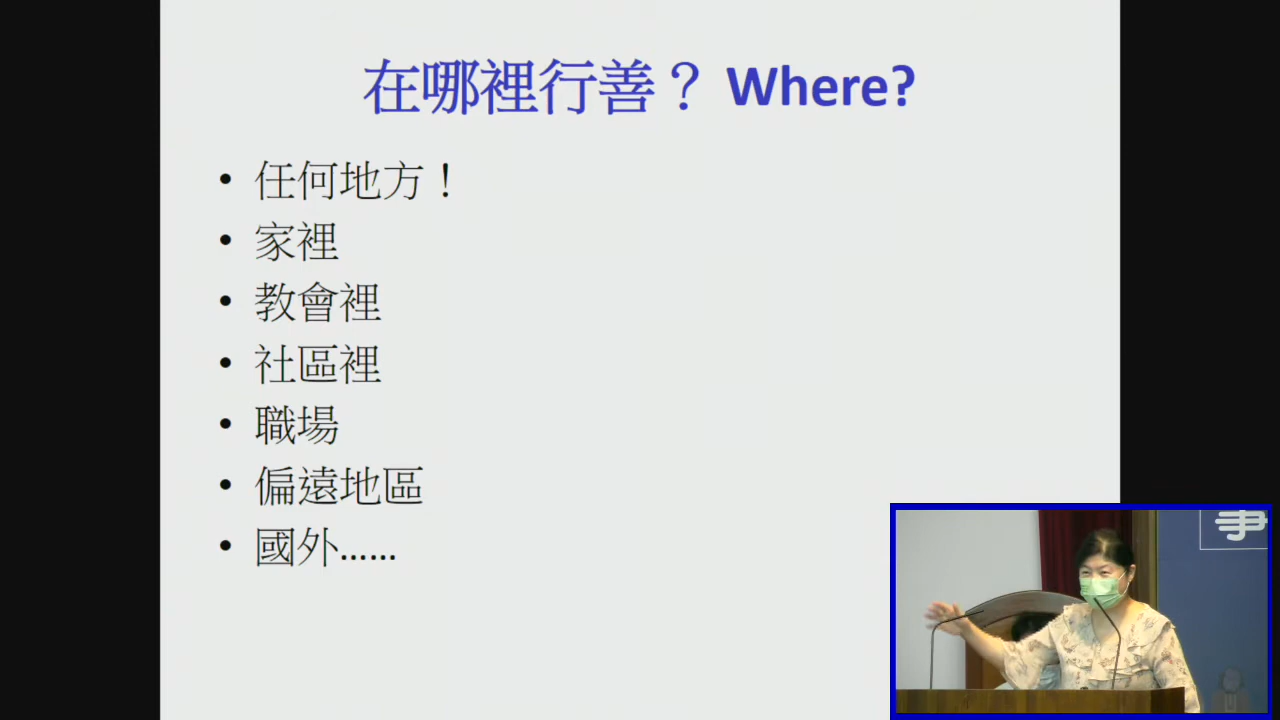 在哪裡行善？ Where?
• 任何地方！
• 家裡
• 教會裡
• 社區裡
• 職場
• 偏遠地區
• 國外......
事